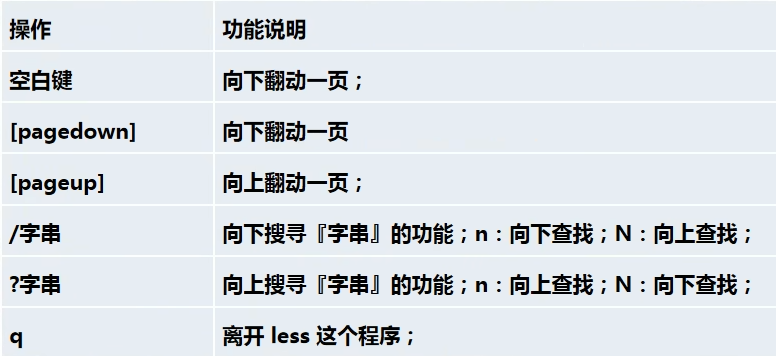 操作 功能说明
空白键 向下翻动一页；
[pagedown] 向下翻动一页
[pageup] 向上翻动一页；
/字串 向下搜寻『字串』的功能；n：向下查找；N：向上查找；
?字串 向上搜寻『字串』的功能；n：向上查找；N：向下查找；
q 离开 less 这个程序；